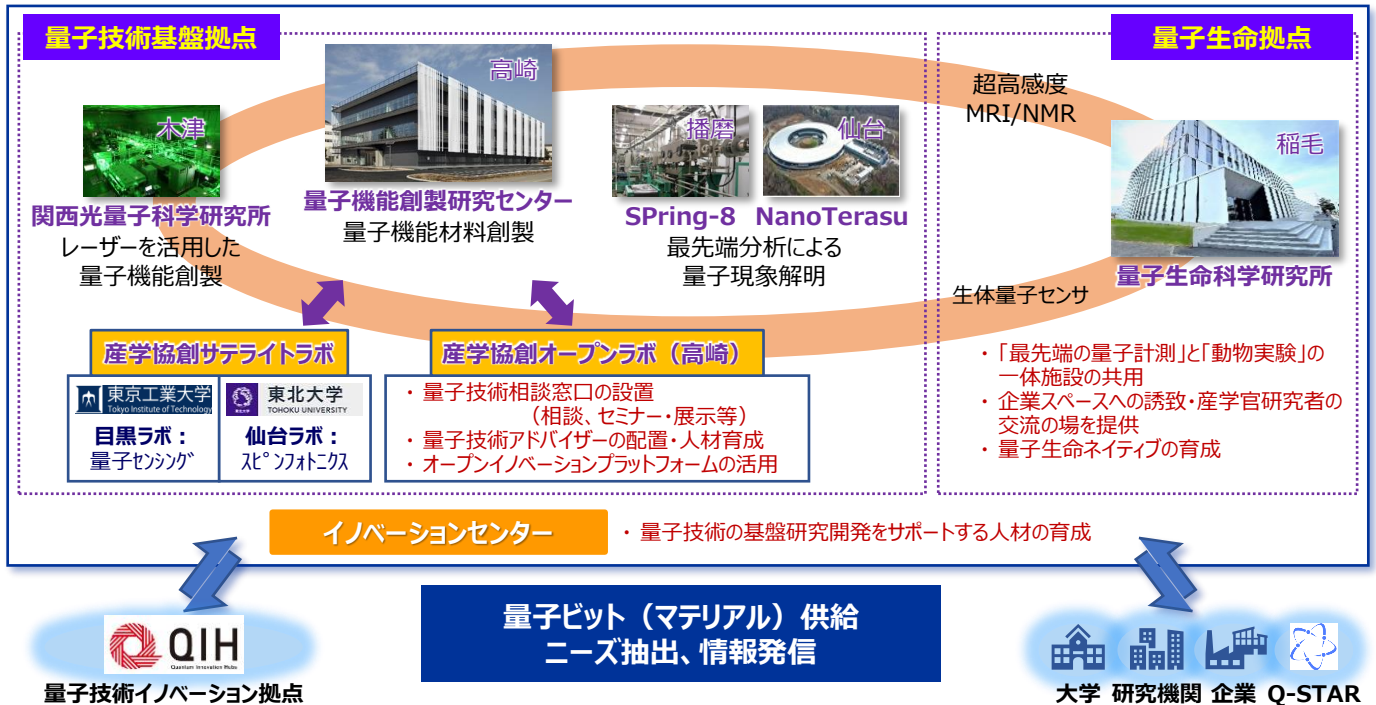 量子技術基盤拠点
量子生命拠点
高崎
木津
播磨
仙台
稲毛
超高感度
MRI/NMR
関西光量子科学研究所
レーザーを活用した
量子機能創製
量子機能創製研究センター
量子機能材料創製
SPring-8 NanoTerasu
最先端分析による
量子現象解明
量子生命科学研究所
生体量子センサ
産学協創サテライトラボ
東京工業大学
Tokyo Institute of Technology
目黒ラボ：
量子センシング
東北大学
TOHOKU UNIVERSITY
仙台ラボ：
スピンフォトニクス
産学協創オープンラボ（高崎）
・量子技術相談窓口の設置
（相談、セミナー・展示等）
・量子技術アドバイザーの配置・人材育成
・オープンイノベーションプラットフォームの活用
・「最先端の量子計測」と「動物実験」の
一体施設の共用
・企業スペースへの誘致・産学官研究者の
交流の場を提供
・量子生命ネイティブの育成
イノベーションセンター
・量子技術の基盤研究開発をサポートする人材の育成
QIH
Quantum Innovation Hubs
量子技術イノベーション拠点
量子ビット（マテリアル）供給
ニーズ抽出、情報発信
大学 研究機関 企業 Q-STAR